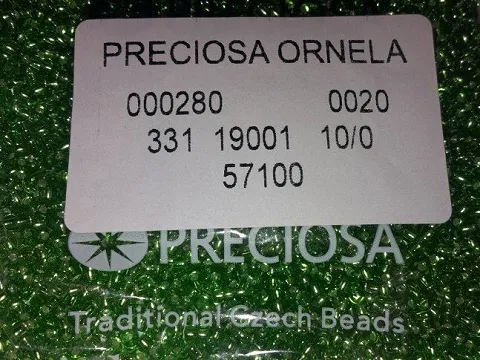 PRECIOSA ORNELA
000280 0020
331 19001 10/0
57100
PRECIOSA
Traditional Czech Beads